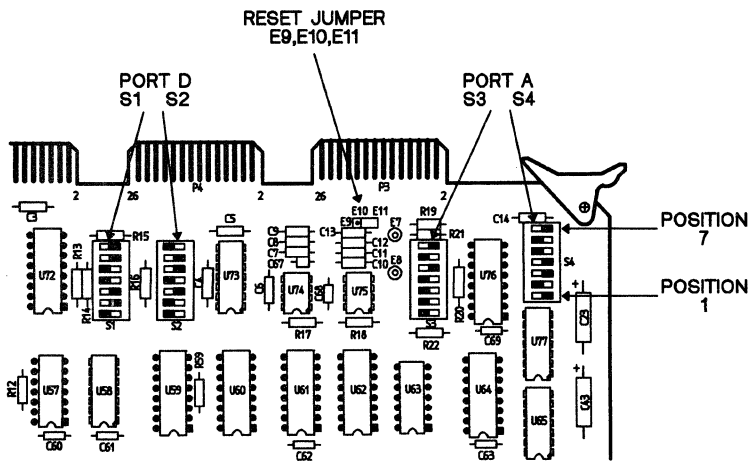 RESET JUMPER
E9,E10,E11
PORT D
S1 S2
PORT A
S3 S4
2 26 P4 2 26 P3 2
C3
R13
R15
C5
C9
C8
C7
C67
E10 E11
E9
C13
E7
C12
C11
C10
E8
R19
R21
C14
POSITION
7
S4
POSITION
1
U72
R14
R16
C4
U73
C6
U74
C68
U75
R20
U76
S1
S2
R17
R18
S3
R22
C69
U77
C29
R12
U57
U58
U59
R59
U60
U61
U62
U63
U64
U65
C43
C60
C61
C62
C63